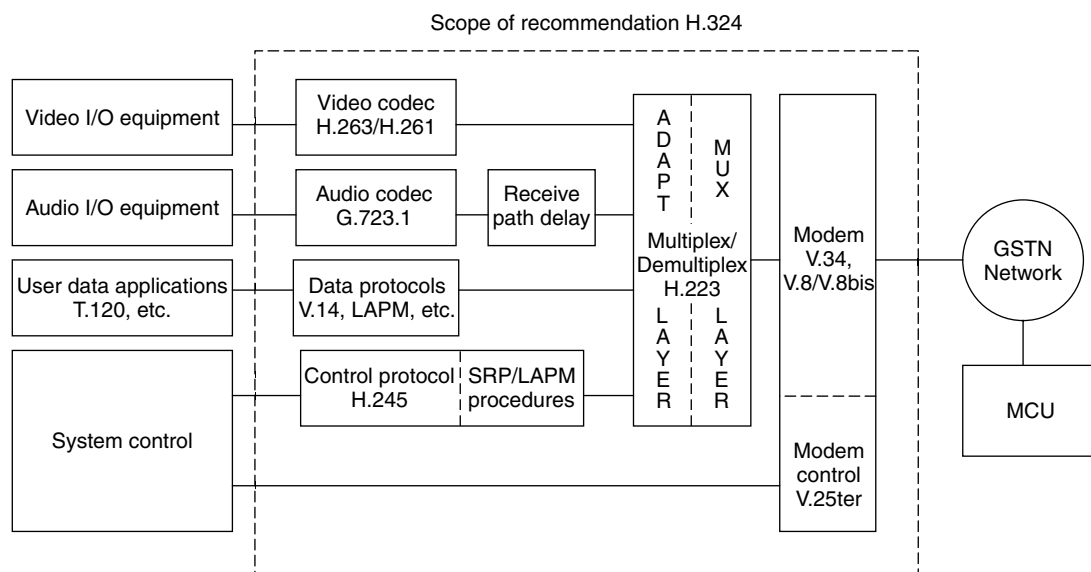 Scope of recommendation H.324
Video I/O equipment
Video codec
H.263/H.261
Audio I/O equipment
Audio codec
G.723.1
Receive
path delay
User data applications
T.120, etc.
Data protocols
V.14, LAPM, etc.
System control
Control protocol
H.245
SRP/LAPM
procedures
ADAPT
MUX
Multiplex/
Demultiplex
H.223
LAYER
LAYER
Modem
V.34,
V.8/V.8bis
Modem
control
V.25ter
GSTN
Network
MCU